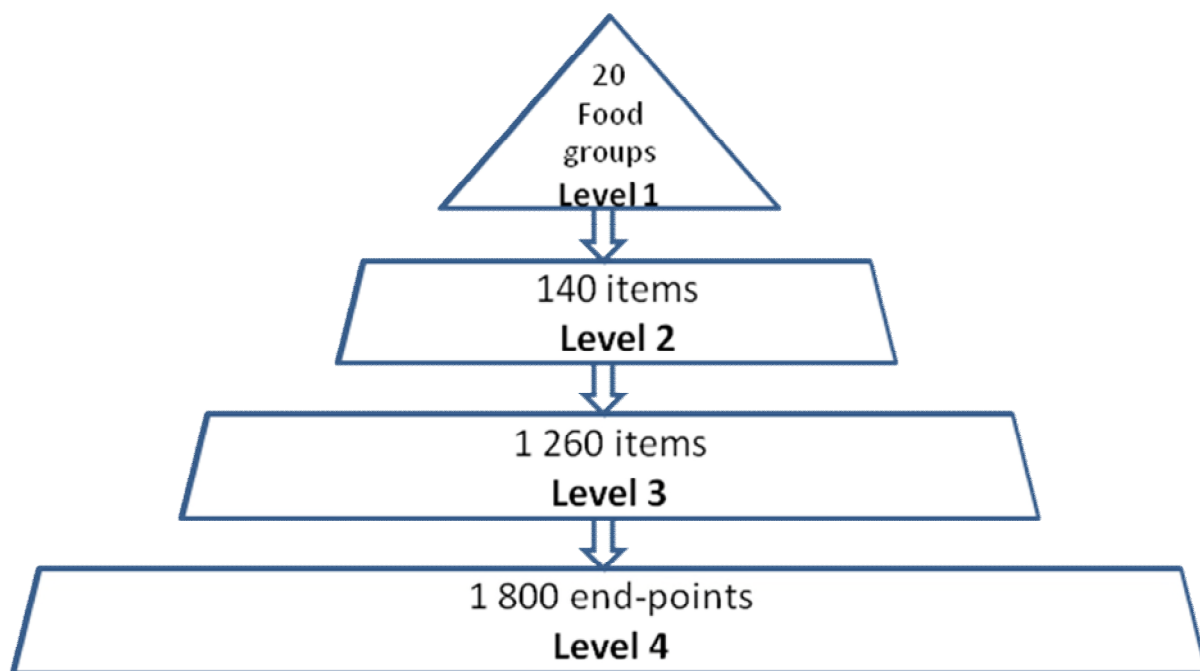 20
Food
groups
Level 1
140 items
Level 2
1 260 items
Level 3
1 800 end-points
Level 4